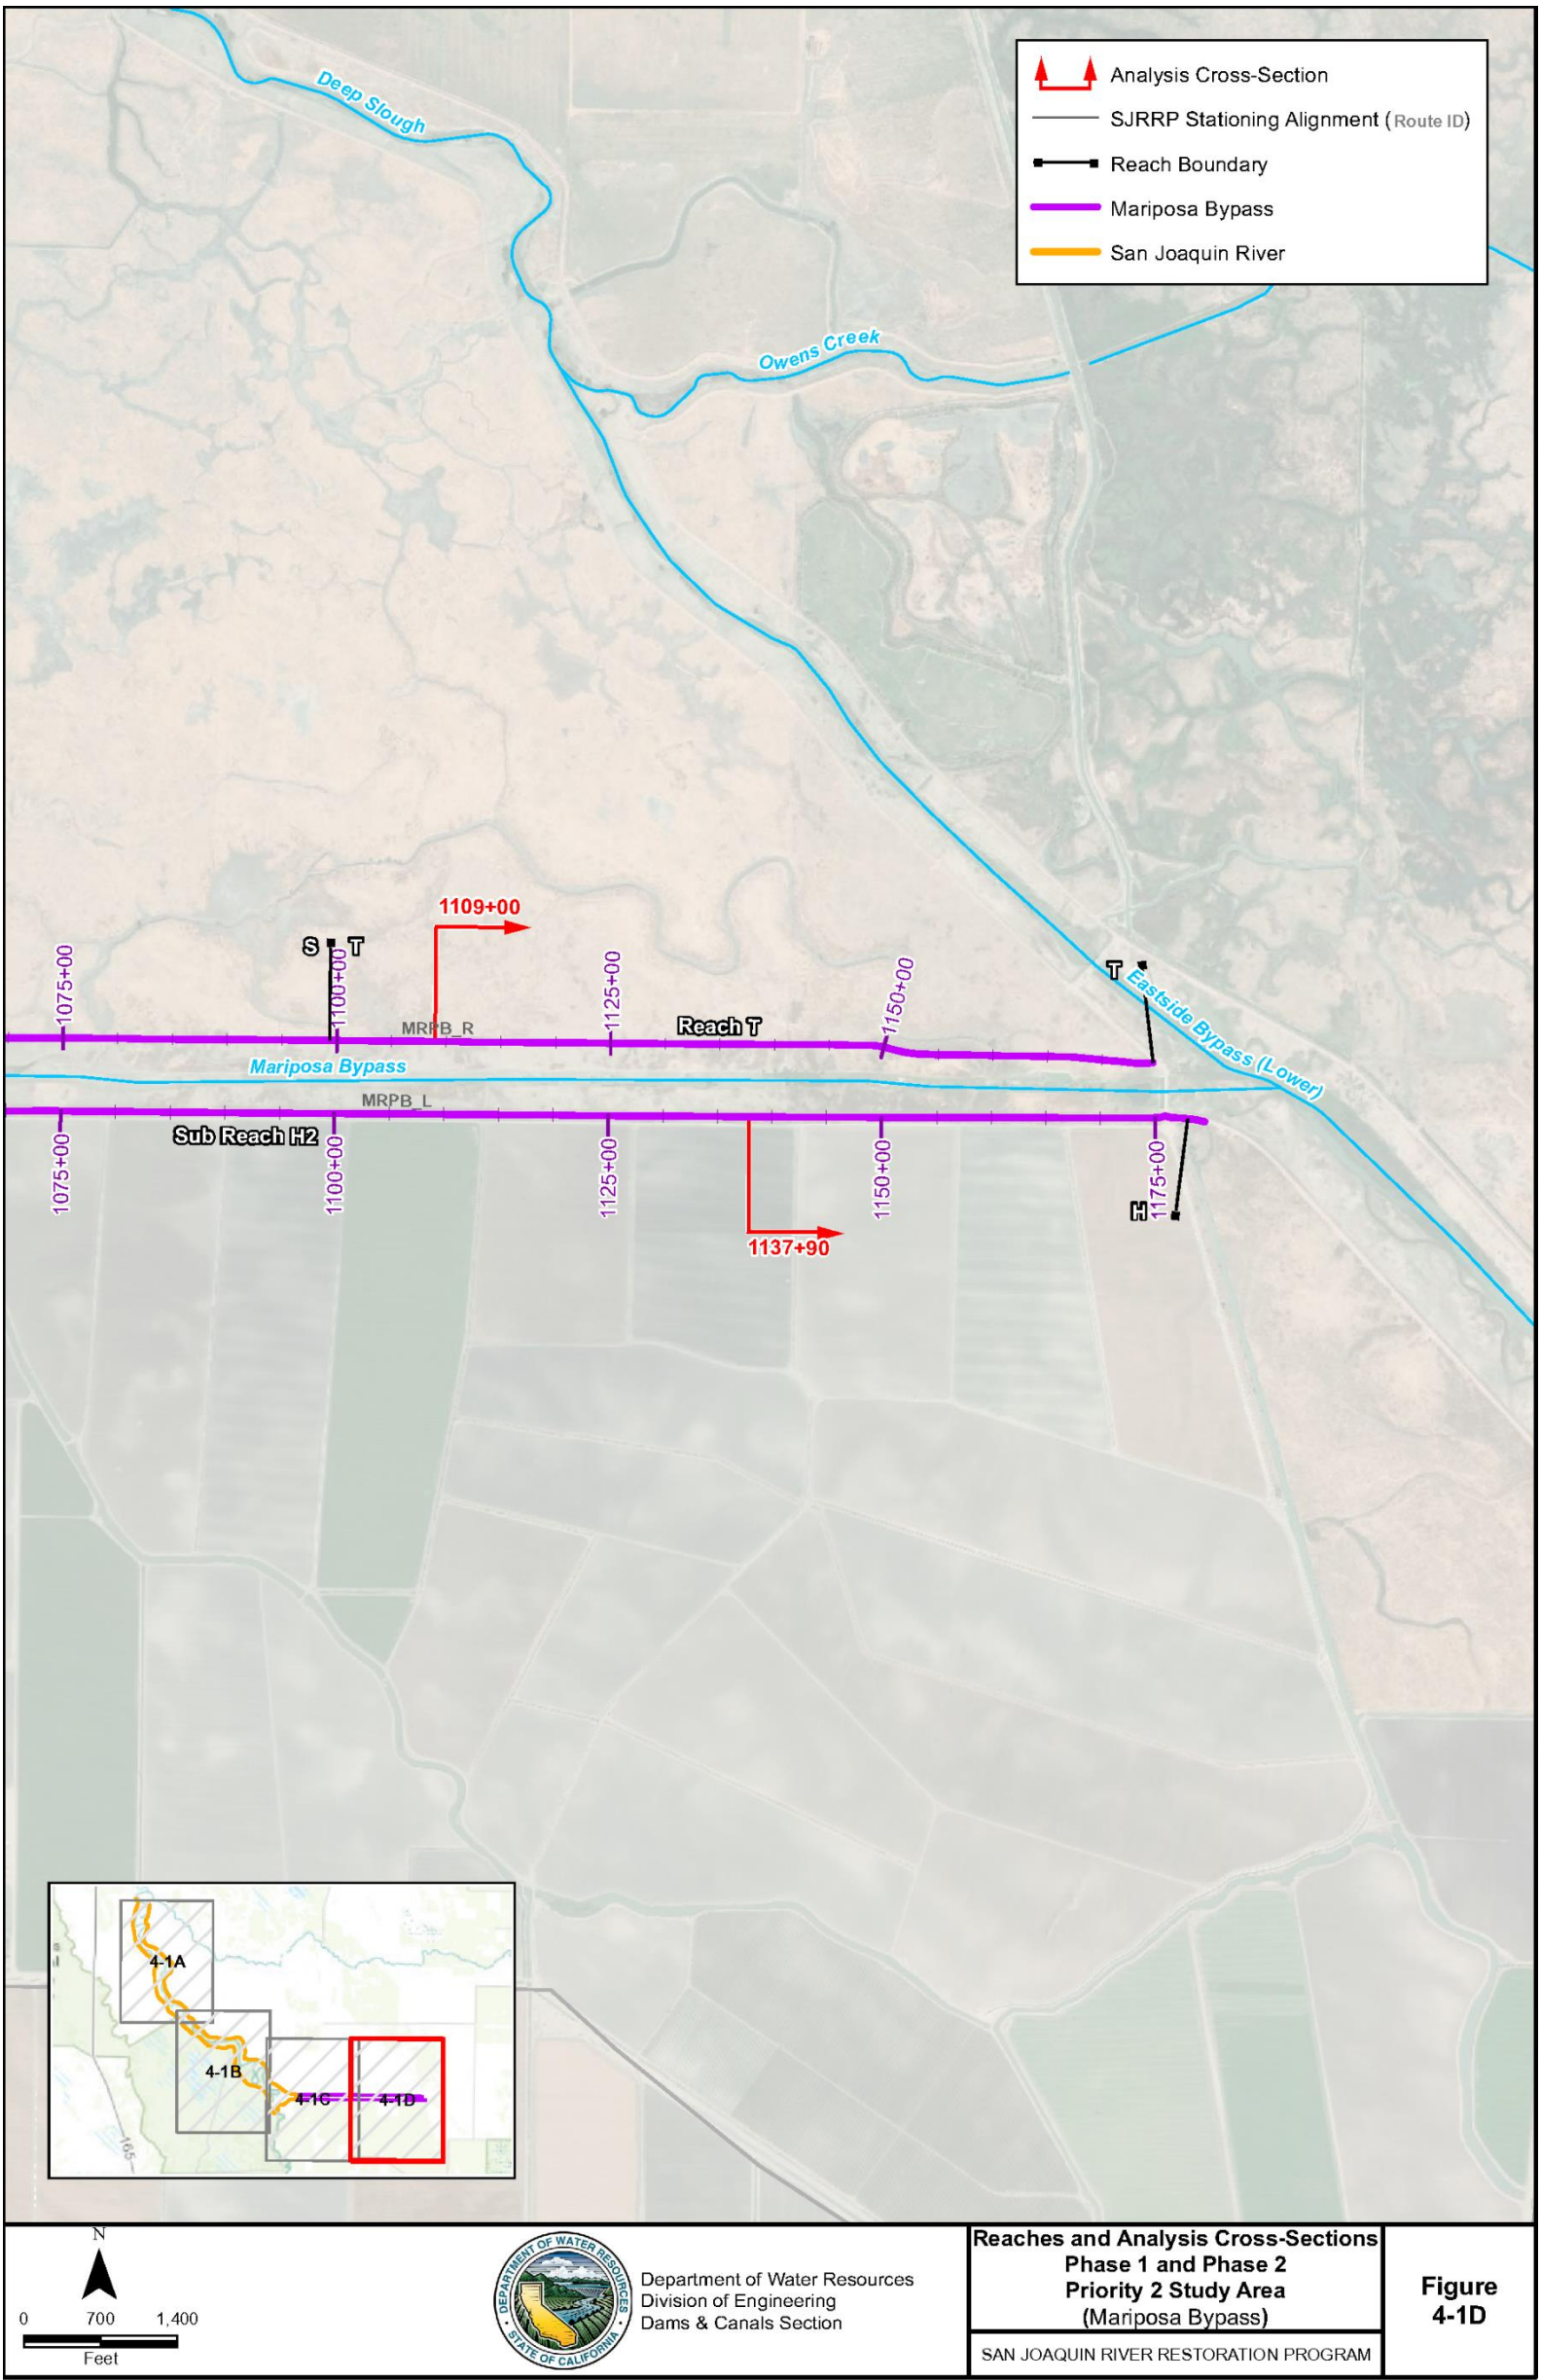 Deep Slough
Analysis Cross-Section
SJRRP Stationing Alignment (Route ID)
Reach Boundary
Mariposa Bypass
San Joaquin River
Owens Creek
1109+00
S T
1075+00
1100+00
1125+00
1150+00
T
MRPB_R
Reach T
Eastside Bypass (Lower)
Mariposa Bypass
MRPB_L
Sub Reach H2
1075+00
1100+00
1125+00
1150+00
1175+00
H
1137+90
4-1A
4-1B
4-1C
4-1D
165
N
0 700 1,400
Feet
DEPARTMENT OF WATER RESOURCES
STATE OF CALIFORNIA
Department of Water Resources
Division of Engineering
Dams & Canals Section
Reaches and Analysis Cross-Sections
Phase 1 and Phase 2
Priority 2 Study Area
(Mariposa Bypass)
SAN JOAQUIN RIVER RESTORATION PROGRAM
Figure
4-1D